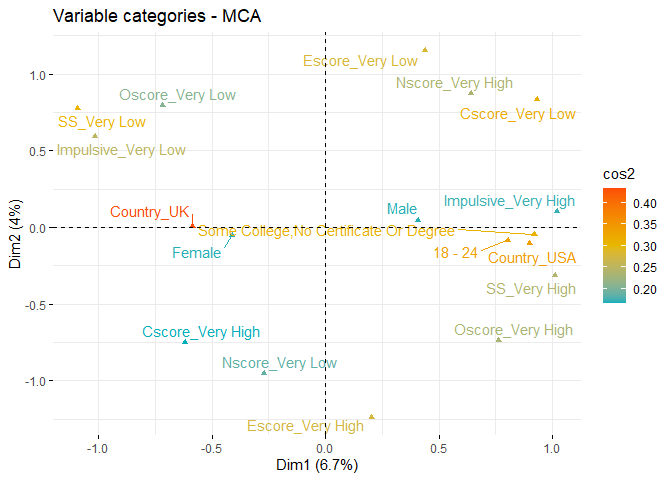 Variable categories - MCA
Escore_Very Low
Nscore_Very High
Oscore_Very Low
Cscore_Very Low
SS_Very Low
Impulsive_Very Low
Country_UK
Male
Impulsive_Very High
Some College,No Certificate Or Degree
Female
18 - 24
Country_USA
SS_Very High
Cscore_Very High
Oscore_Very High
Nscore_Very Low
Escore_Very High
1.0
0.5
0.0
-0.5
-1.0
Dim2 (4%)
-1.0 -0.5 0.0 0.5 1.0
Dim1 (6.7%)
cos2
0.40
0.35
0.30
0.25
0.20